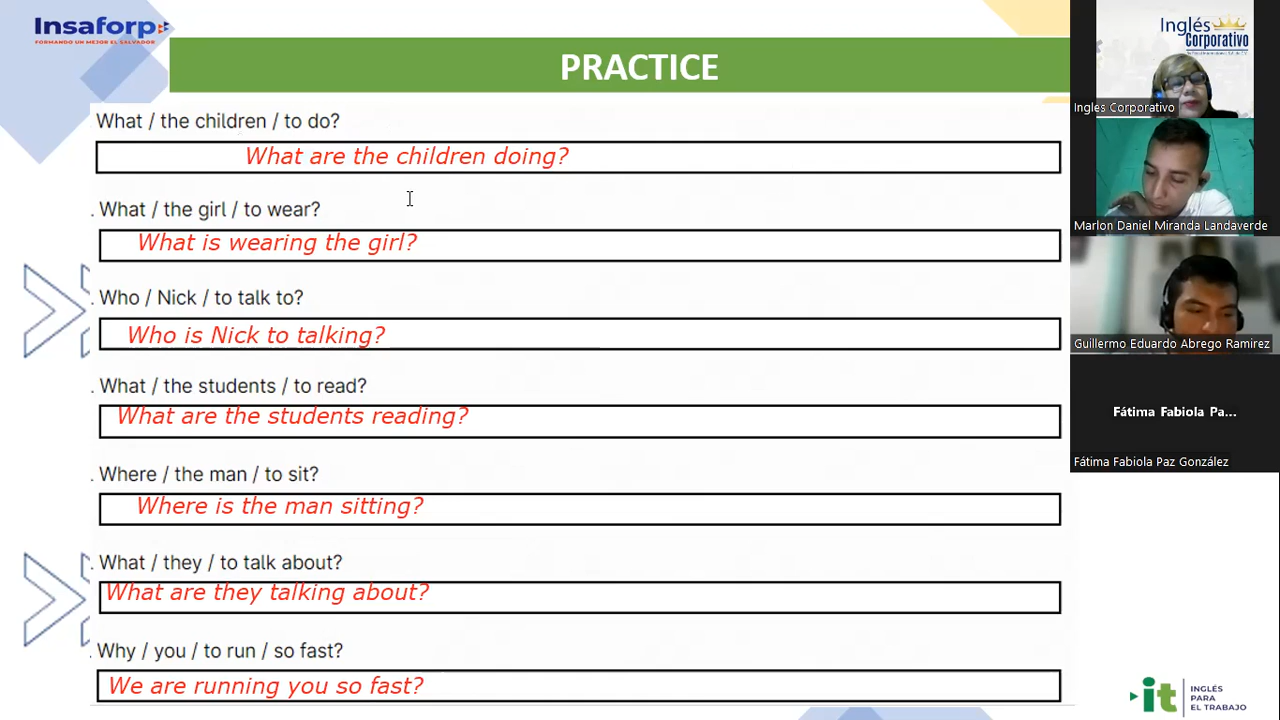 Insaforp
FORMANDO UN MEJOR EL SALVADOR
PRACTICE
What / the children / to do?
What are the children doing?
. What / the girl / to wear?
What is wearing the girl?
. Who / Nick / to talk to?
Who is Nick to talking?
. What / the students / to read?
What are the students reading?
. Where / the man / to sit?
Where is the man sitting?
. What / they / to talk about?
What are they talking about?
. Why / you / to run / so fast?
We are running you so fast?
Inglés
Corporativo
Ingles Corporativo
Marlon Daniel Miranda Landaverde
Guillermo Eduardo Abrego Ramirez
Fátima Fabiola Pa...
Fátima Fabiola Paz González
it
INGLÉS
PARA
EL TRABAJO